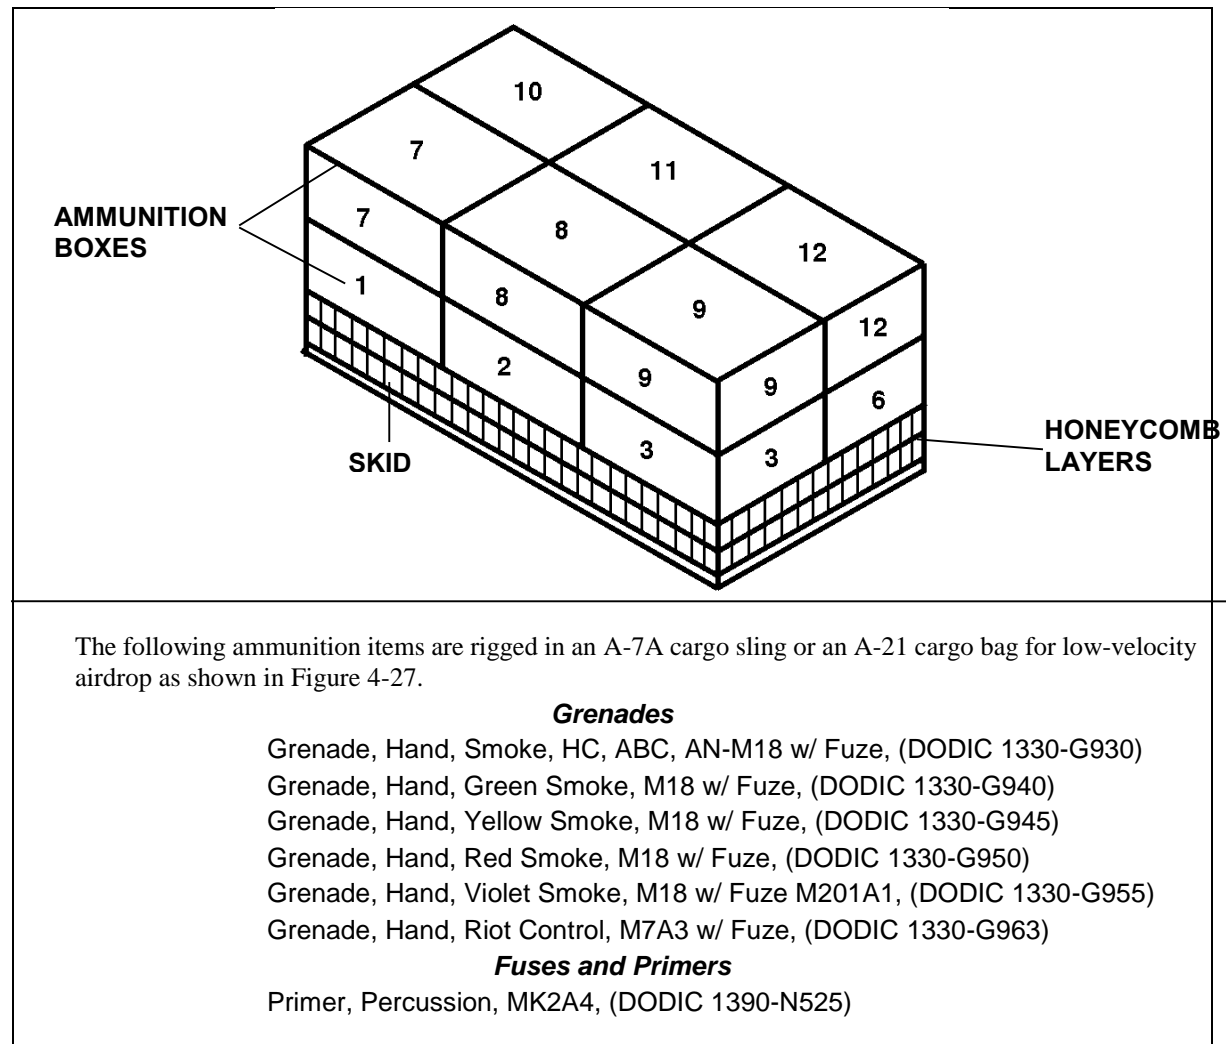 10
7
11
AMMUNITION
BOXES
7
8
12
1
8
9
12
2
9
9
6
SKID
3
3
HONEYCOMB
LAYERS
The following ammunition items are rigged in an A-7A cargo sling or an A-21 cargo bag for low-velocity
airdrop as shown in Figure 4-27.
Grenades
Grenade, Hand, Smoke, HC, ABC, AN-M18 w/ Fuze, (DODIC 1330-G930)
Grenade, Hand, Green Smoke, M18 w/ Fuze, (DODIC 1330-G940)
Grenade, Hand, Yellow Smoke, M18 w/ Fuze, (DODIC 1330-G945)
Grenade, Hand, Red Smoke, M18 w/ Fuze, (DODIC 1330-G950)
Grenade, Hand, Violet Smoke, M18 w/ Fuze M201A1, (DODIC 1330-G955)
Grenade, Hand, Riot Control, M7A3 w/ Fuze, (DODIC 1330-G963)
Fuses and Primers
Primer, Percussion, MK2A4, (DODIC 1390-N525)